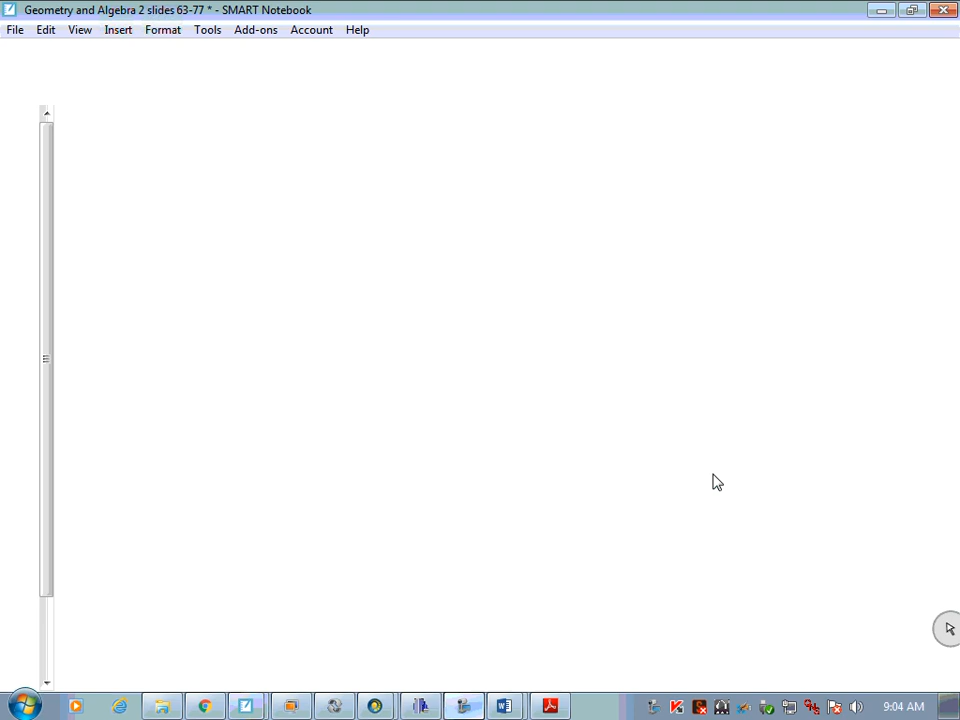 Geometry and Algebra 2 slides 63-77 * - SMART Notebook
File Edit View Insert Format Tools Add-ons Account Help
9:04 AM